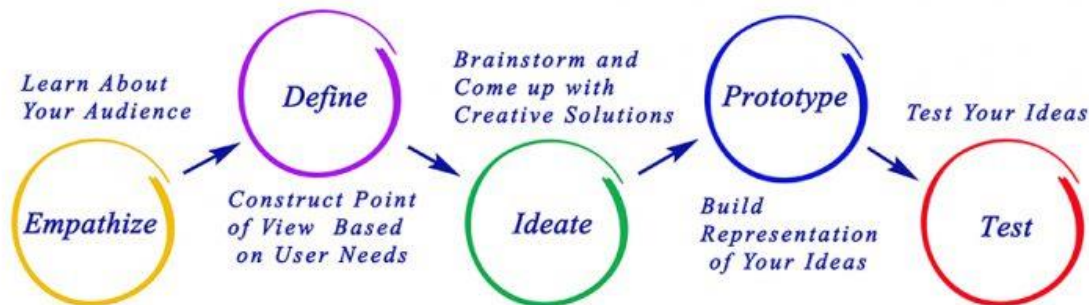 Learn About
Your Audience
Empathize
Define
Construct Point
of View Based
on User Needs
Brainstorm and
Come up with
Creative Solutions
Ideate
Prototype
Build
Representation
of Your Ideas
Test Your Ideas
Test